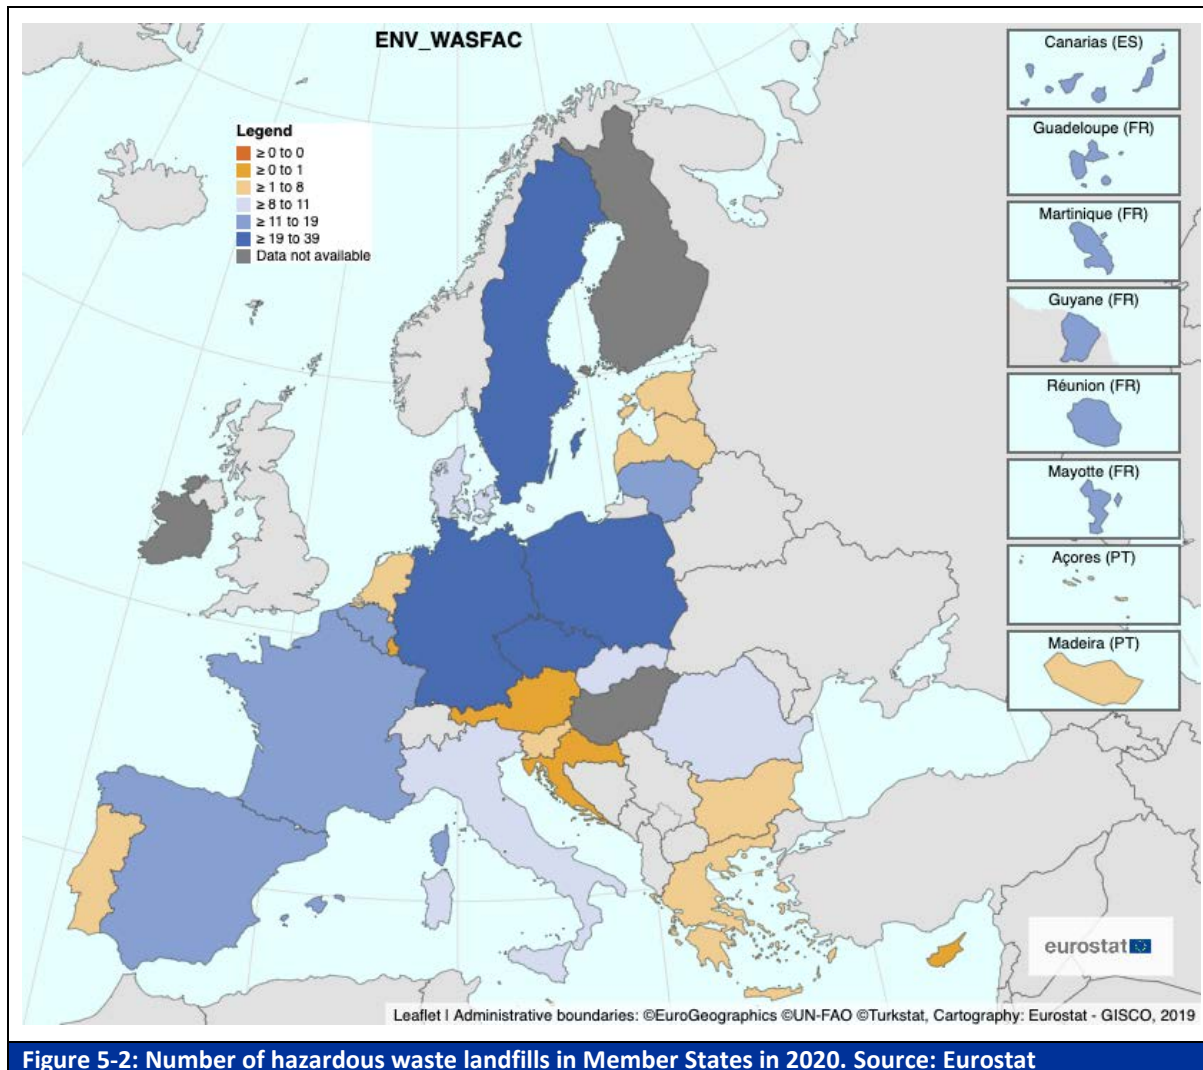 ENV_WASFAC
Legend
≥ 0 to 0
≥ 0 to 1
≥ 1 to 8
≥ 8 to 11
≥ 11 to 19
≥ 19 to 39
Data not available
Canarias (ES)
Guadeloupe (FR)
Martinique (FR)
Guyane (FR)
Réunion (FR)
Mayotte (FR)
Açores (PT)
Madeira (PT)
eurostat
Leaflet | Administrative boundaries: ©EuroGeographics ©UN-FAO ©Turkstat, Cartography: Eurostat - GISCO, 2019
Figure 5-2: Number of hazardous waste landfills in Member States in 2020. Source: Eurostat